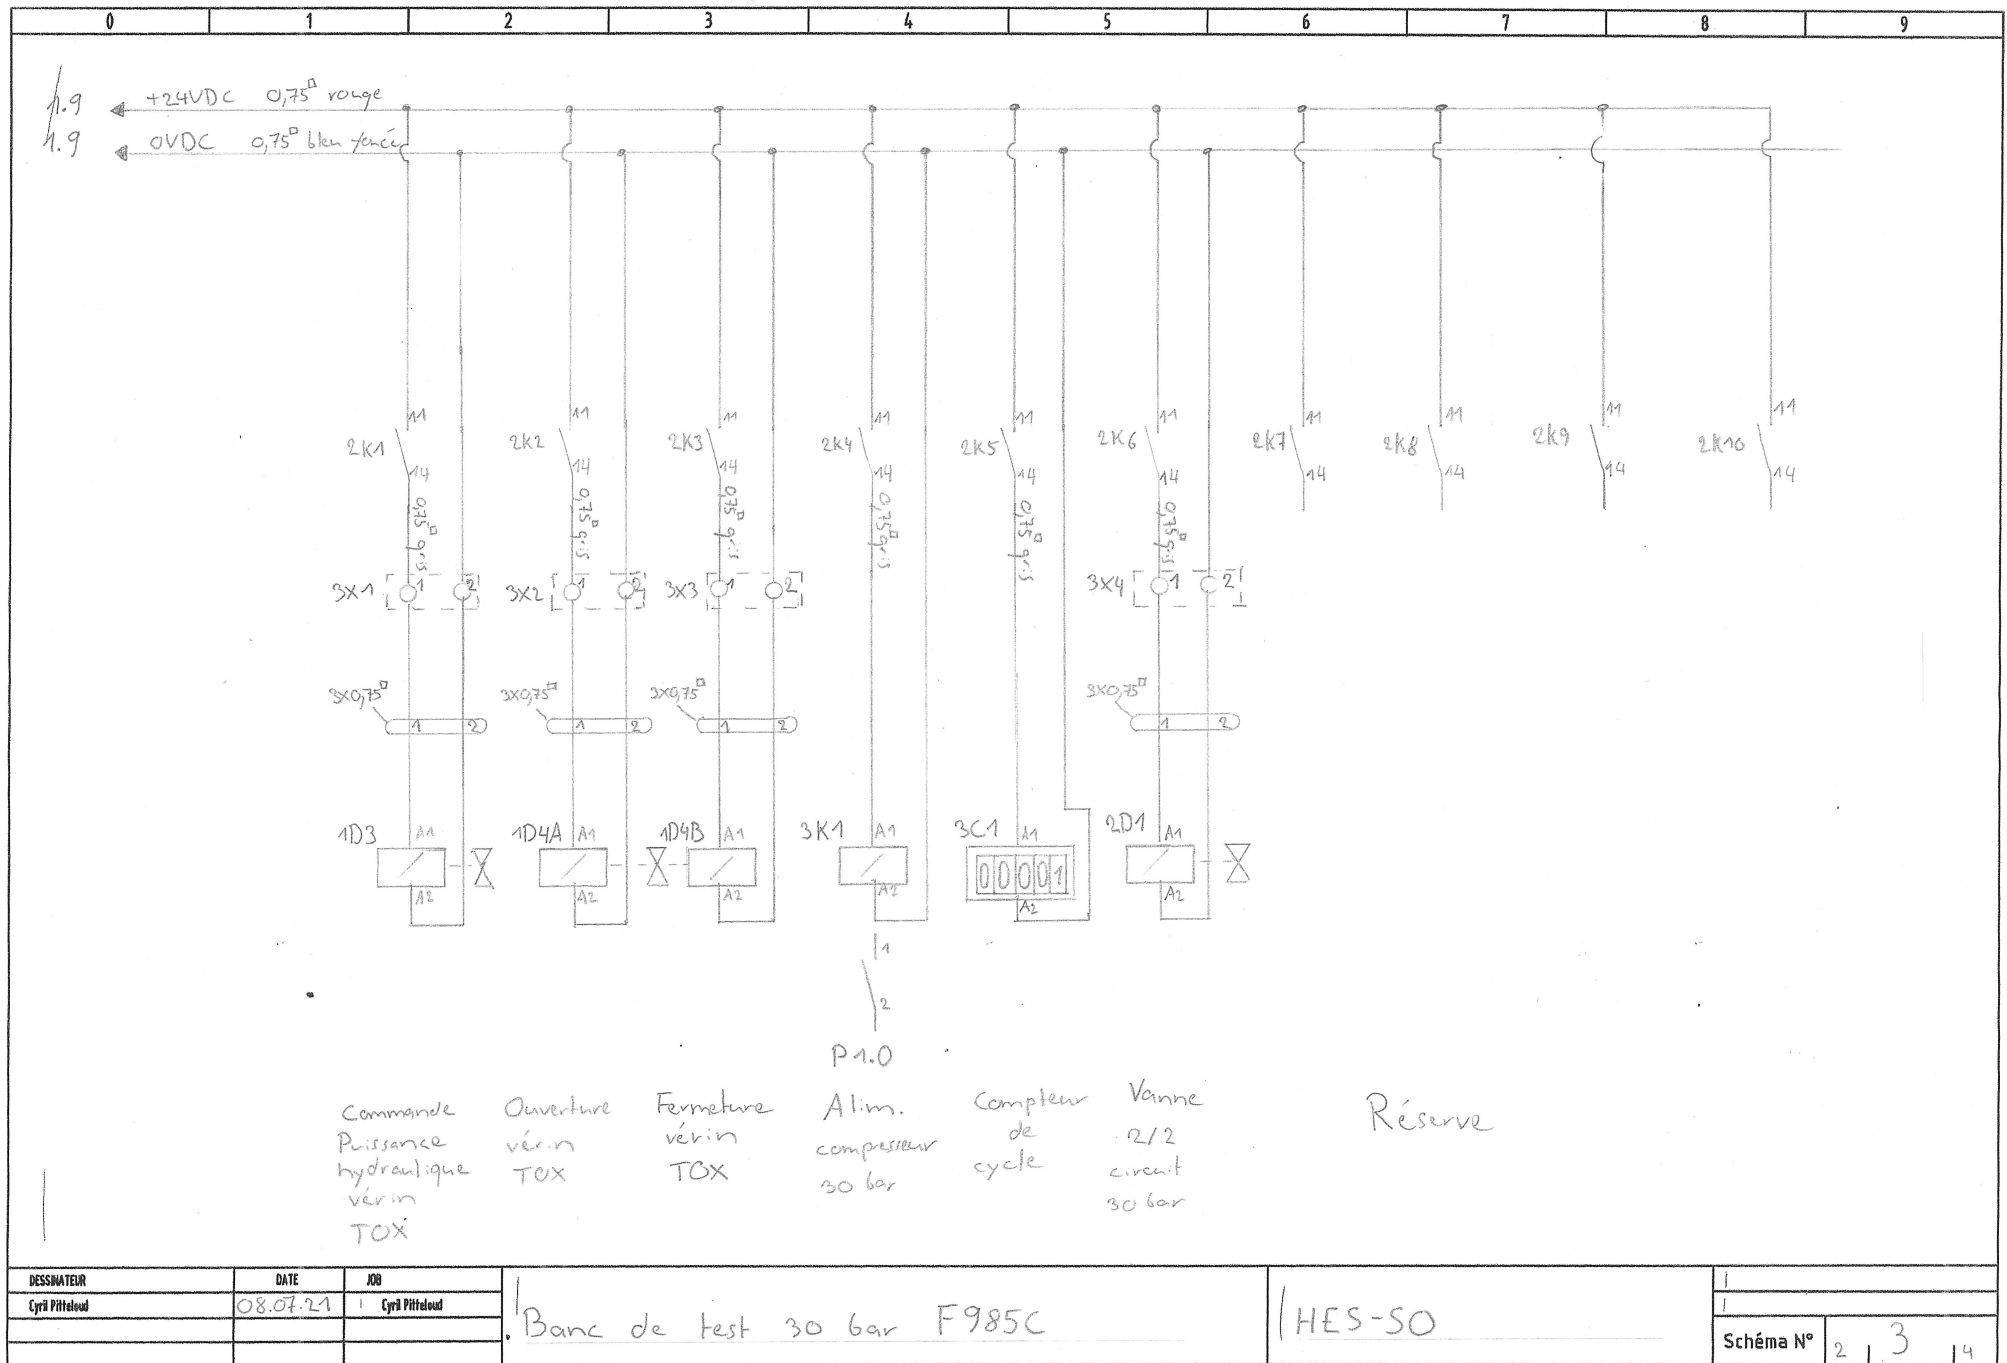 0 1 2 3 4 5 6 7 8 9
1.9 +24VDC 0,75□ rouge
1.9 0VDC 0,75□ bleu foncé
11 11 11 11 11 11 11 11 11 11
2K1 2K2 2K3 2K4 2K5 2K6 2K7 2K8 2K9 2K10
14 14 14 14 14 14 14 14 14 14
0,75□ gris 0,75□ gris 0,75□ gris 0,75□ gris 0,75□ gris 0,75□ gris
3X1 1 2 3X2 1 2 3X3 1 2 3X4 1 2
3x0,75□ 3x0,75□ 3x0,75□ 3x0,75□
1 2 1 2 1 2 1 2
1D3 A1 1D4A A1 1D4B A1 3K1 A1 3C1 A1 2D1 A1
00001
A2 A2 A2 A2 A2 A2
1
2
P1.0
Commande
Puissance
hydraulique
vérin
TOX
Ouverture
vérin
TOX
Fermeture
vérin
TOX
Alim.
compresseur
30 bar
Compteur
de
cycle
Vanne
2/2
circuit
30 bar
Réserve
DESSINATEUR DATE JOB
Cyril Pitteloud 08.07.21 Cyril Pitteloud
Banc de test 30 bar F985C
HES-SO
Schéma N° 2 3 4